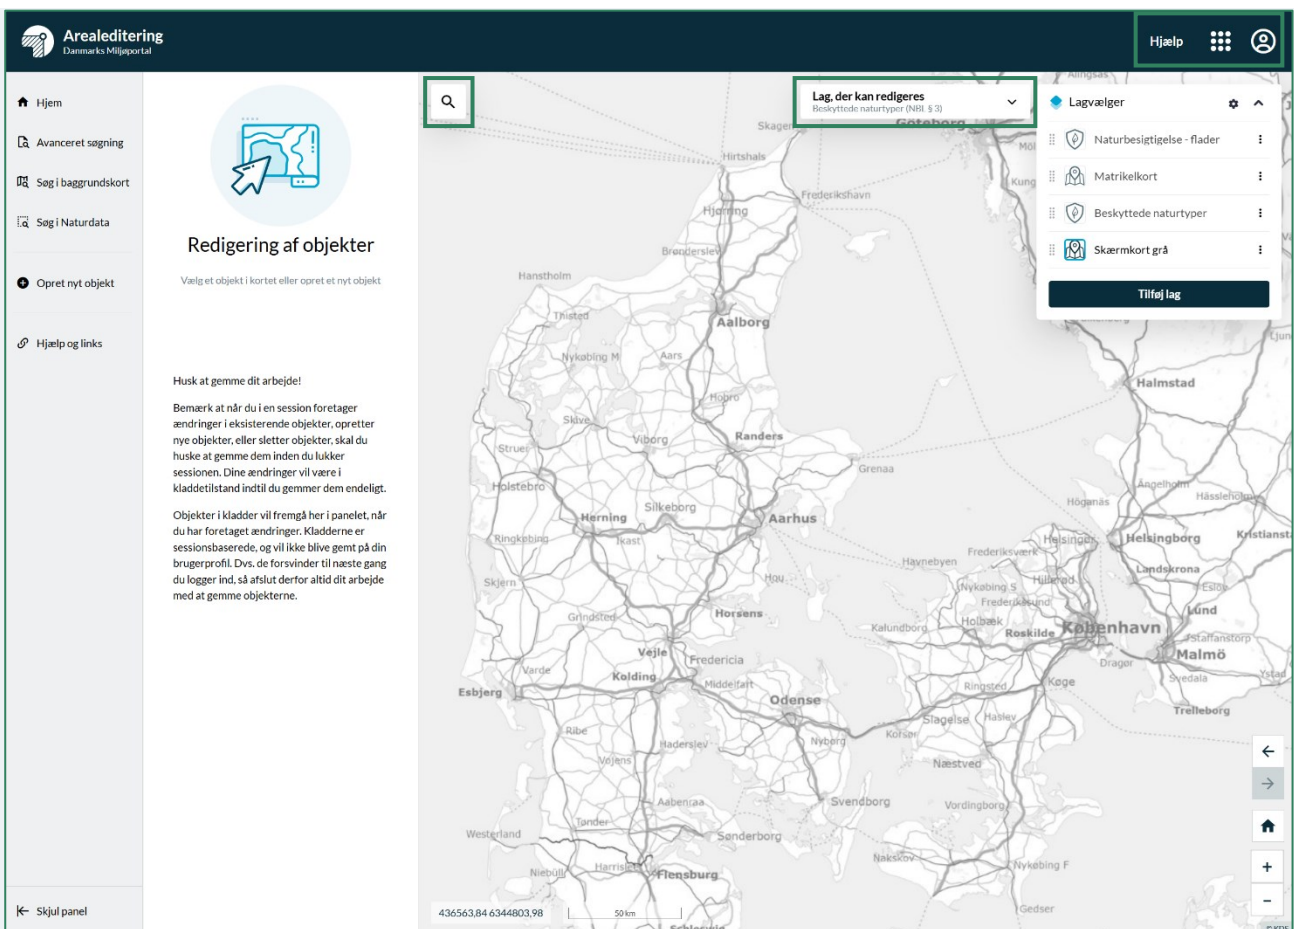 Arealeditering
Danmarks Miljøportal
Hjælp
Hjem
Avanceret søgning
Søg i baggrundskort
Søg i Naturdata
Opret nyt objekt
Hjælp og links
Skjul panel
Redigering af objekter
Vælg et objekt i kortet eller opret et nyt objekt
Husk at gemme dit arbejde!
Bemærk at når du i en session foretager
ændringer i eksisterende objekter, opretter
nye objekter, eller sletter objekter, skal du
huske at gemme dem inden du lukker
sessionen. Dine ændringer vil være i
kladdetilstand indtil du gemmer dem endeligt.
Objekter i kladder vil fremgå her i panelet, når
du har foretaget ændringer. Kladderne er
sessionsbaserede, og vil ikke blive gemt på din
brugerprofil. Dvs. de forsvinder til næste gang
du logger ind, så afslut derfor altid dit arbejde
med at gemme objekterne.
Lag, der kan redigeres
Beskyttede naturtyper (NBL § 3)
Lagvælger
Naturbesigtigelse - flader
Matrikelkort
Beskyttede naturtyper
Skærmkort grå
Tilføj lag
Alingsås
Göteborg
Skagen
Hirtshals
Frederikshavn
Hjørring
Brønderslev
Hanstholm
Thisted
Aalborg
Nykøbing M
Aars
Hobro
Halmstad
Skive
Viborg
Randers
Struer
Grenaa
Holstebro
Ängelholm
Hässleholm
Höganäs
Silkeborg
Herning
Aarhus
Ringkøbing
Ikast
Helsingør
Helsingborg
Kristianst
Frederiksværk
Havnebyen
Landskrona
Skjern
Hou
Nykøbing S
Hillerød
Eslöv
Frederikssund
Lund
Grindsted
Horsens
Kalundborg
Holbæk
Roskilde
København
Staffanstorp
Malmö
Vejle
Fredericia
Dragør
Varde
Kolding
Middelfart
Ringsted
Køge
Svedala
Ystad
Esbjerg
Odense
Trelleborg
Slagelse
Haslev
Ribe
Nyborg
Korsør
Haderslev
Næstved
Vojens
Aabenraa
Svendborg
Vordingborg
Tønder
Westerland
Sønderborg
Nakskov
Nykøbing F
Niebüll
Harrislee
Flensburg
Gedser
436563,84 6344803,98
50 km